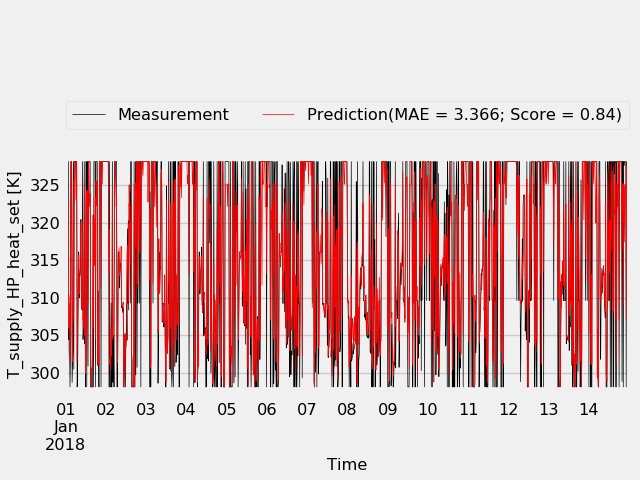 Measurement
Prediction(MAE = 3.366; Score = 0.84)
T_supply_HP_heat_set [K]
325
320
315
310
305
300
01 02 03 04 05 06 07 08 09 10 11 12 13 14
Jan
2018
Time